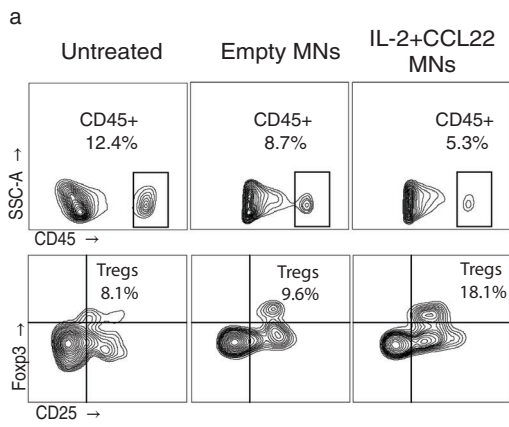 a
Untreated
Empty MNs
IL-2+CCL22
MNs
CD45+
12.4%
CD45+
8.7%
CD45+
5.3%
SSC-A →
CD45 →
Tregs
8.1%
Tregs
9.6%
Tregs
18.1%
Foxp3 →
CD25 →